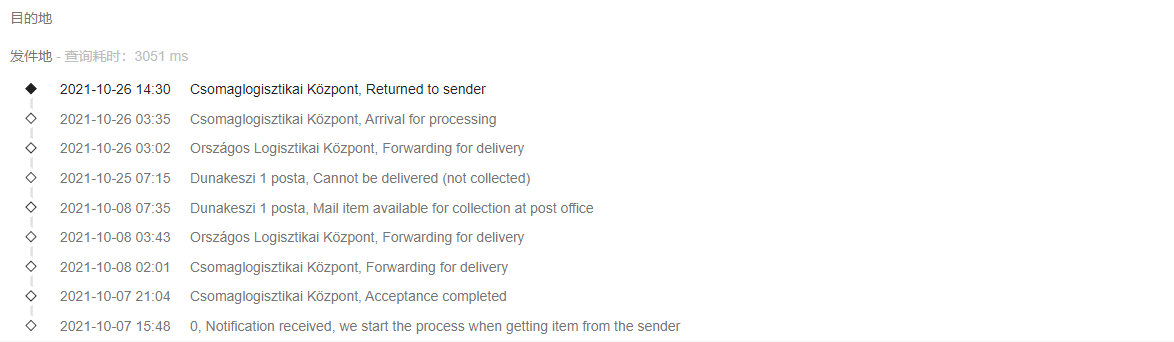 目的地
发件地 - 查询耗时：3051 ms
2021-10-26 14:30 Csomaglogisztikai Központ, Returned to sender
2021-10-26 03:35 Csomaglogisztikai Központ, Arrival for processing
2021-10-26 03:02 Országos Logisztikai Központ, Forwarding for delivery
2021-10-25 07:15 Dunakeszi 1 posta, Cannot be delivered (not collected)
2021-10-08 07:35 Dunakeszi 1 posta, Mail item available for collection at post office
2021-10-08 03:43 Országos Logisztikai Központ, Forwarding for delivery
2021-10-08 02:01 Csomaglogisztikai Központ, Forwarding for delivery
2021-10-07 21:04 Csomaglogisztikai Központ, Acceptance completed
2021-10-07 15:48 0, Notification received, we start the process when getting item from the sender